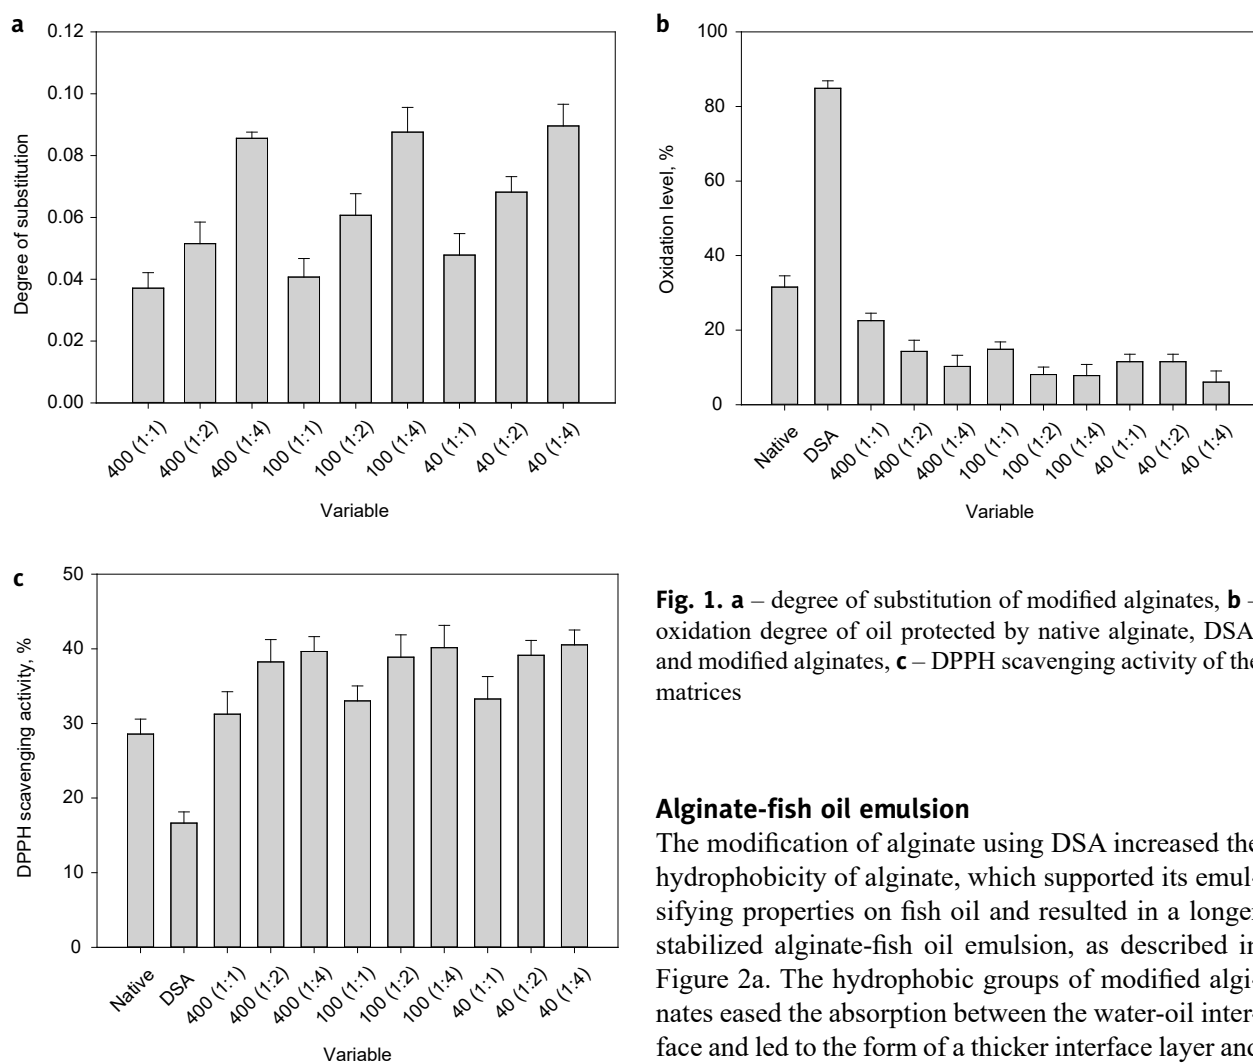 a
0.12
0.10
0.08
0.06
0.04
0.02
0.00
Degree of substitution
400 (1:1)
400 (1:2)
400 (1:4)
100 (1:1)
100 (1:2)
100 (1:4)
40 (1:1)
40 (1:2)
40 (1:4)
Variable
b
100
80
60
40
20
0
Oxidation level, %
Native
DSA
400 (1:1)
400 (1:2)
400 (1:4)
100 (1:1)
100 (1:2)
100 (1:4)
40 (1:1)
40 (1:2)
40 (1:4)
Variable
c
50
40
30
20
10
0
DPPH scavenging activity, %
Native
DSA
400 (1:1)
400 (1:2)
400 (1:4)
100 (1:1)
100 (1:2)
100 (1:4)
40 (1:1)
40 (1:2)
40 (1:4)
Variable
Fig. 1. a – degree of substitution of modified alginates, b –
oxidation degree of oil protected by native alginate, DSA
and modified alginates, c – DPPH scavenging activity of the
matrices
Alginate-fish oil emulsion
The modification of alginate using DSA increased the
hydrophobicity of alginate, which supported its emul-
sifying properties on fish oil and resulted in a longer
stabilized alginate-fish oil emulsion, as described in
Figure 2a. The hydrophobic groups of modified algi-
nates eased the absorption between the water-oil inter-
face and led to the form of a thicker interface layer and